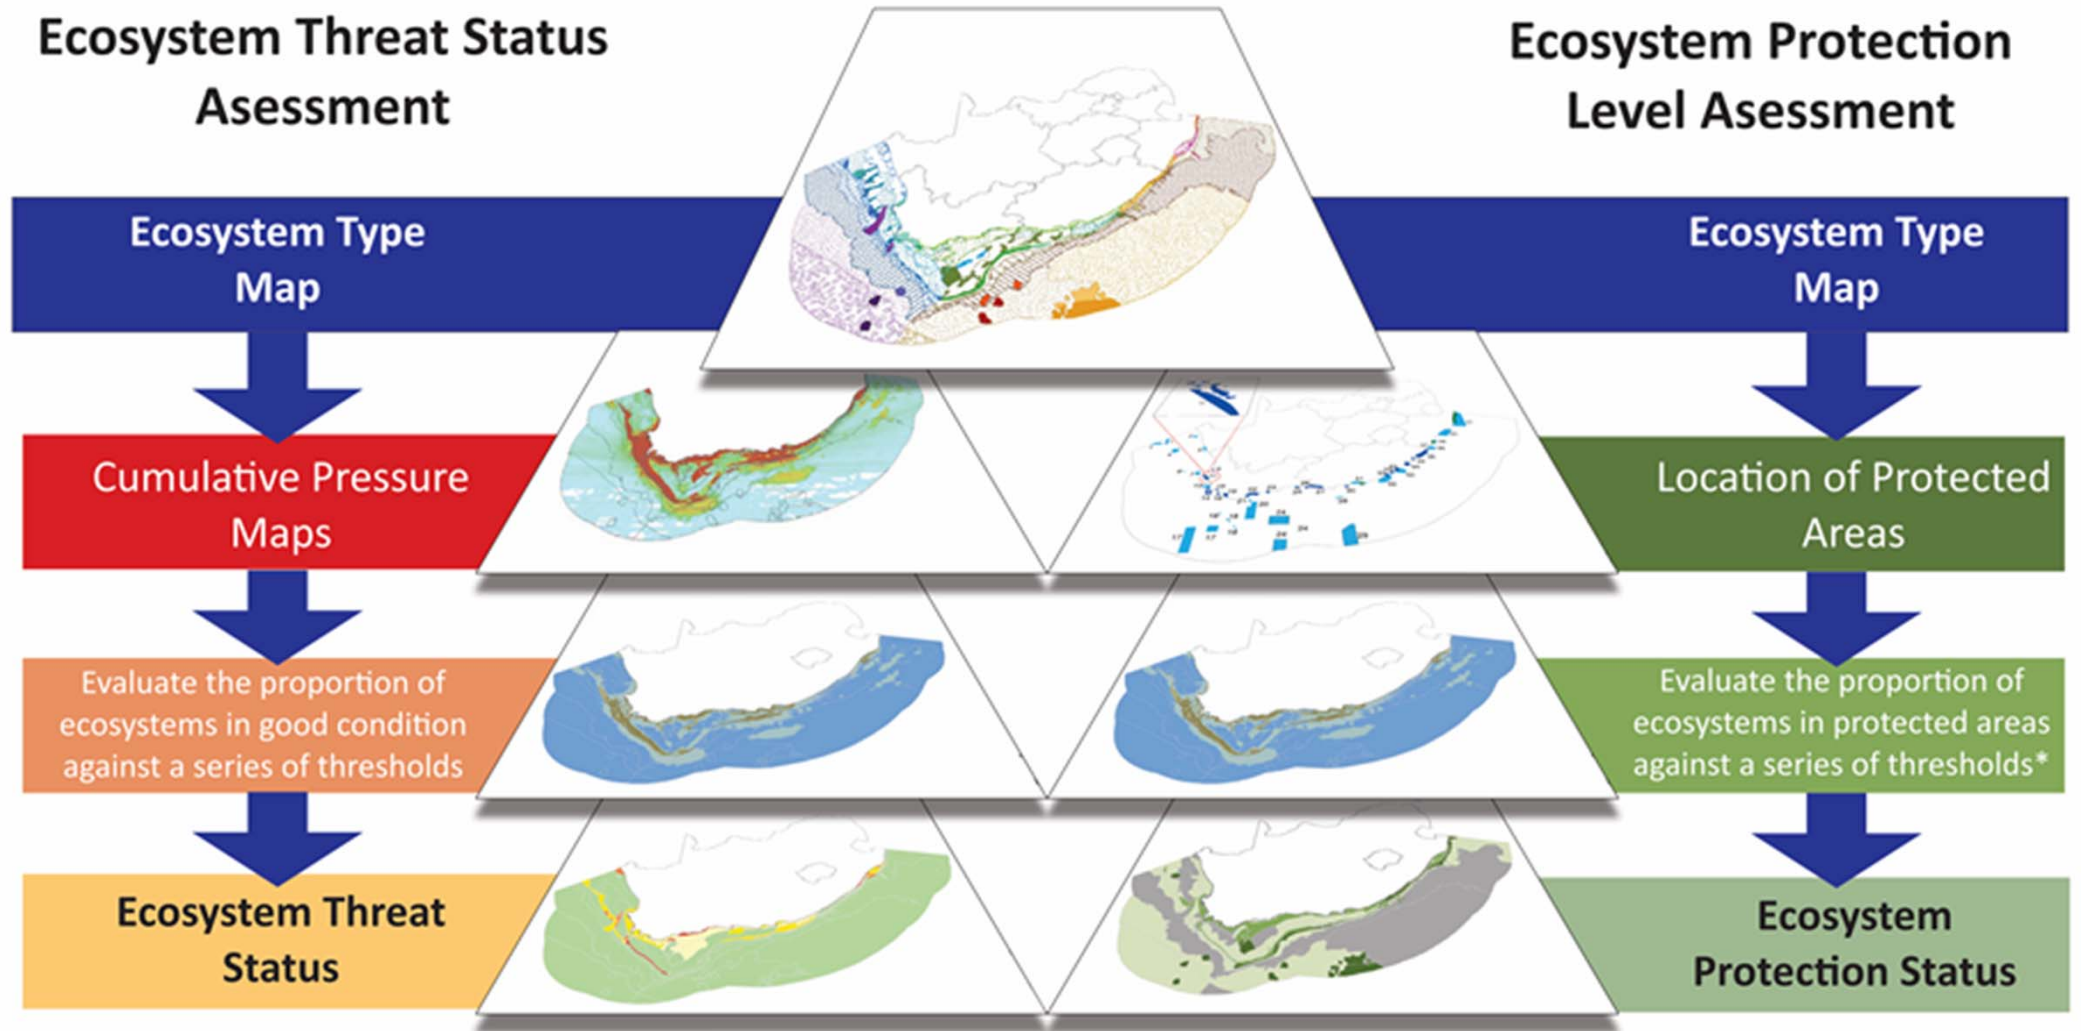 Ecosystem Threat Status
Asessment
Ecosystem Protection
Level Asessment
Ecosystem Type
Map
Ecosystem Type
Map
Cumulative Pressure
Maps
Location of Protected
Areas
Evaluate the proportion of
ecosystems in good condition
against a series of thresholds
Evaluate the proportion of
ecosystems in protected areas
against a series of thresholds*
Ecosystem Threat
Status
Ecosystem
Protection Status